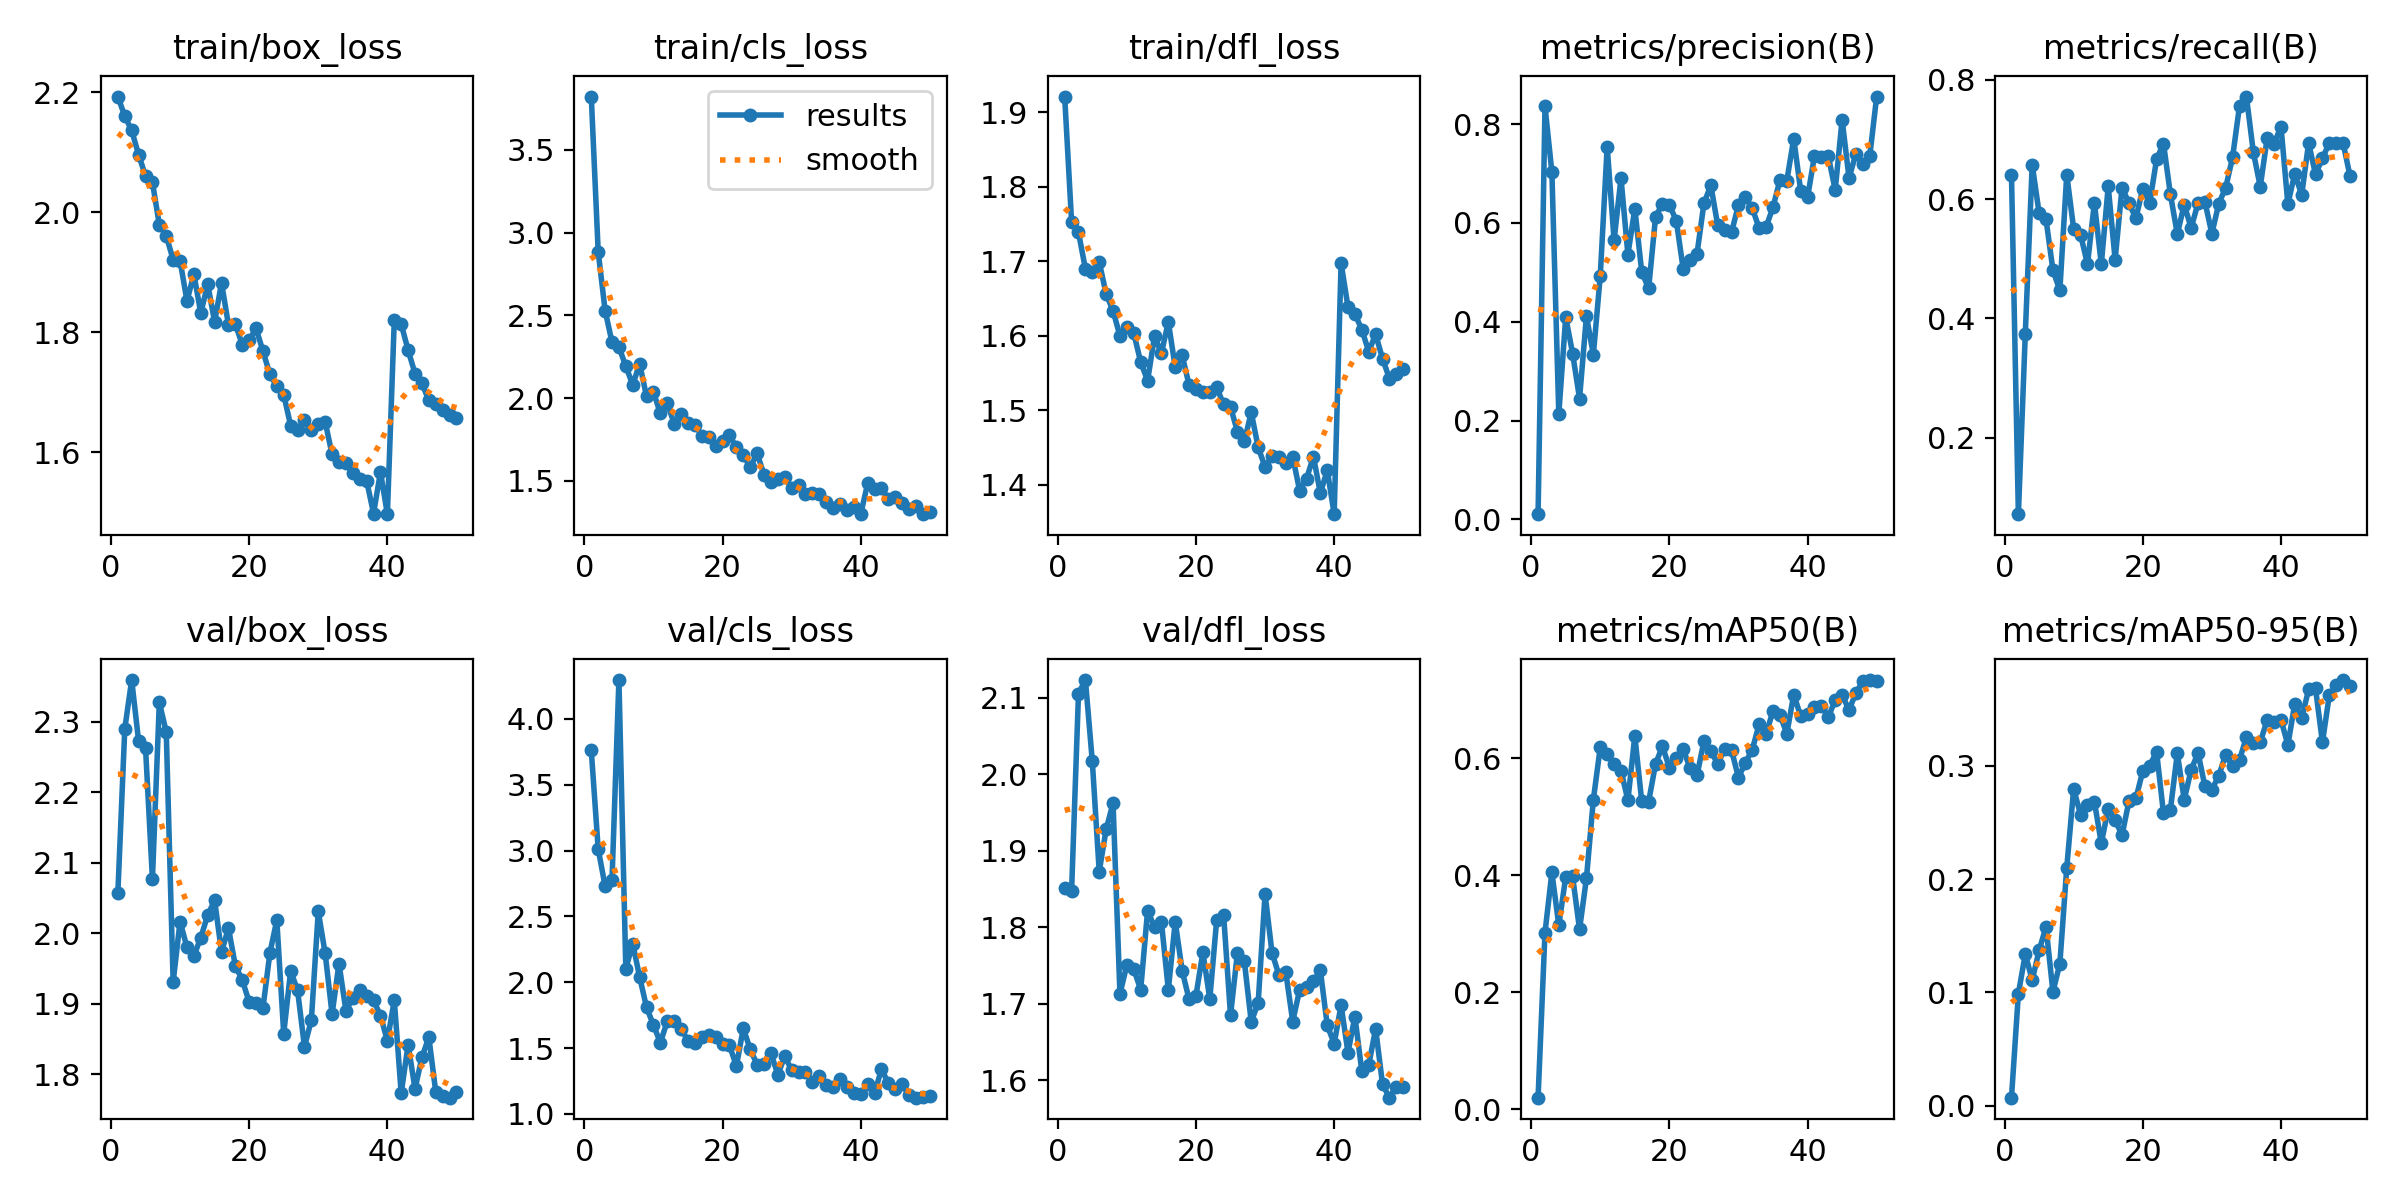 train/box_loss
2.2
2.0
1.8
1.6
0 20 40
train/cls_loss
results
smooth
3.5
3.0
2.5
2.0
1.5
0 20 40
train/dfl_loss
1.9
1.8
1.7
1.6
1.5
1.4
0 20 40
metrics/precision(B)
0.8
0.6
0.4
0.2
0.0
0 20 40
metrics/recall(B)
0.8
0.6
0.4
0.2
0 20 40
val/box_loss
2.3
2.2
2.1
2.0
1.9
1.8
0 20 40
val/cls_loss
4.0
3.5
3.0
2.5
2.0
1.5
1.0
0 20 40
val/dfl_loss
2.1
2.0
1.9
1.8
1.7
1.6
0 20 40
metrics/mAP50(B)
0.6
0.4
0.2
0.0
0 20 40
metrics/mAP50-95(B)
0.3
0.2
0.1
0.0
0 20 40